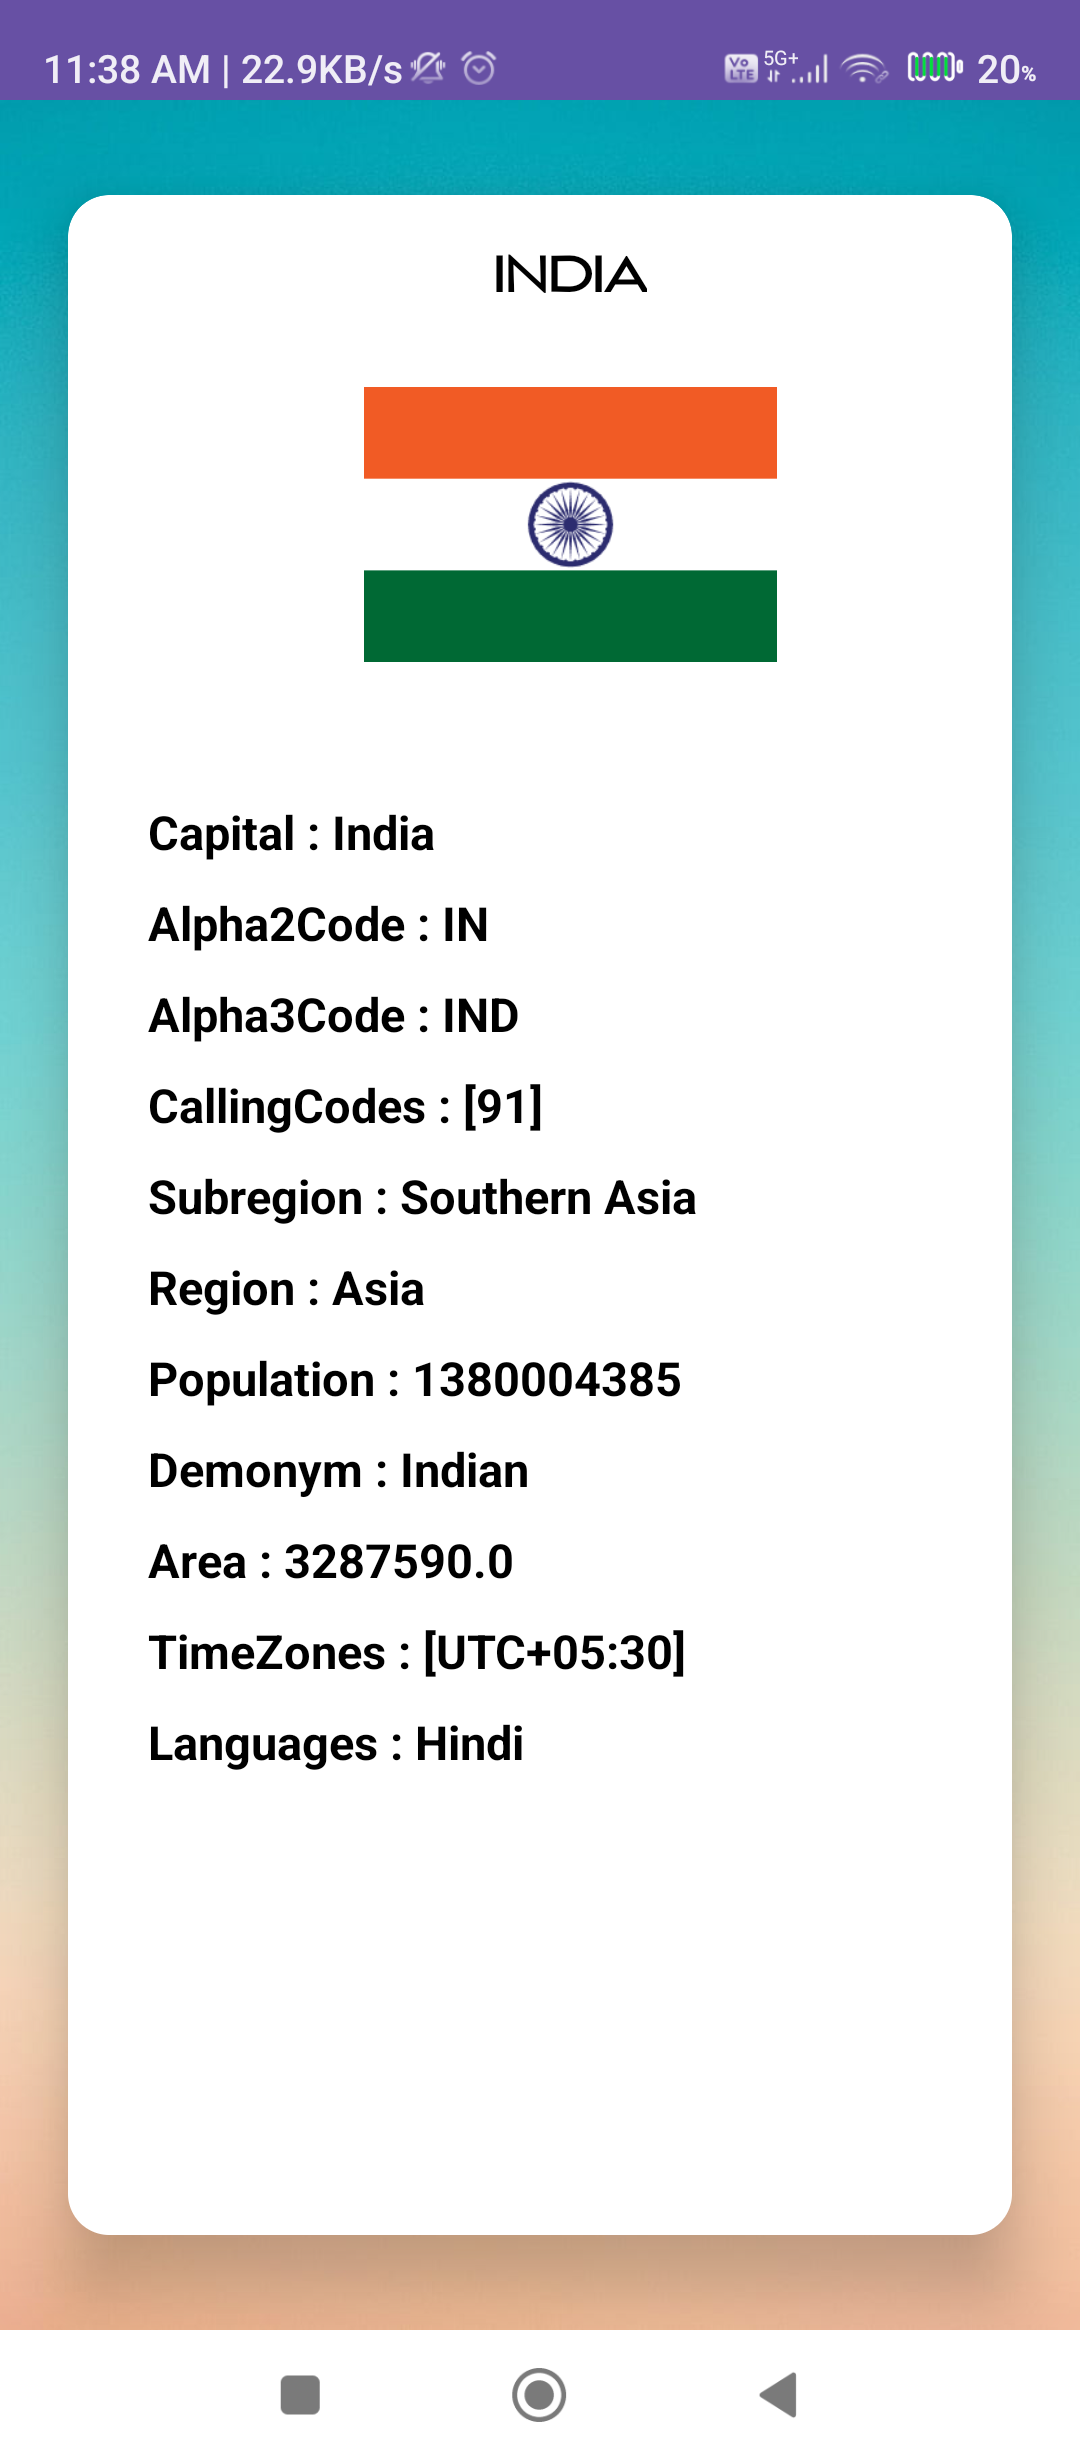 11:38 AM | 22.9KB/s Vo LTE 5G+ 20%
INDIA
Capital : India
Alpha2Code : IN
Alpha3Code : IND
CallingCodes : [91]
Subregion : Southern Asia
Region : Asia
Population : 1380004385
Demonym : Indian
Area : 3287590.0
TimeZones : [UTC+05:30]
Languages : Hindi